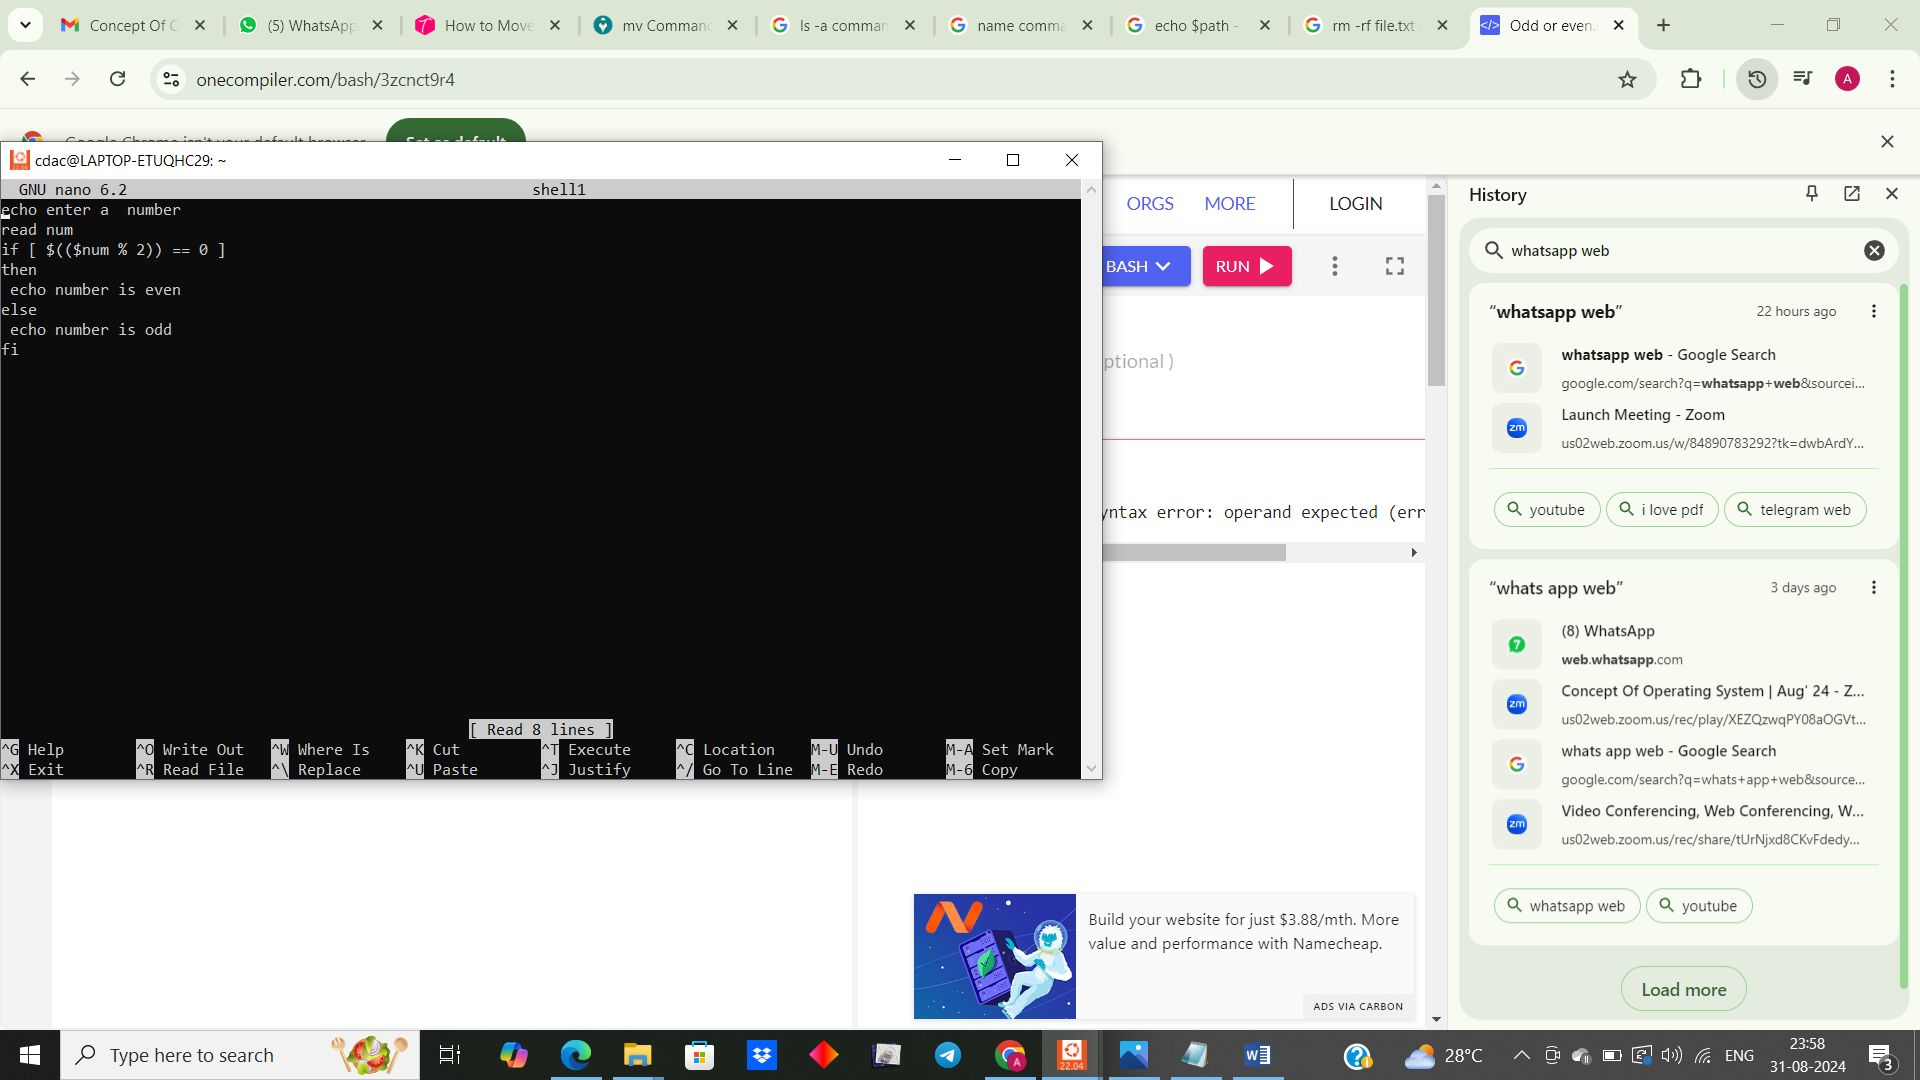 Concept Of C
(5) WhatsApp
How to Move
mv Comman
ls -a comman
name comma
echo $path -
rm -rf file.txt
Odd or even.
onecompiler.com/bash/3zcnct9r4
A
cdac@LAPTOP-ETUQHC29: ~
GNU nano 6.2 shell1
echo enter a  number
read num
if [ $(($num % 2)) == 0 ]
then
 echo number is even
else
 echo number is odd
fi
[ Read 8 lines ]
^G Help ^O Write Out ^W Where Is ^K Cut ^T Execute ^C Location M-U Undo M-A Set Mark
^X Exit ^R Read File ^\ Replace ^U Paste ^J Justify ^/ Go To Line M-E Redo M-6 Copy
ORGS MORE LOGIN
BASH RUN
ptional )
yntax error: operand expected (err
Build your website for just $3.88/mth. More
value and performance with Namecheap.
ADS VIA CARBON
History
whatsapp web
“whatsapp web” 22 hours ago
whatsapp web - Google Search
google.com/search?q=whatsapp+web&sourcei...
Launch Meeting - Zoom
us02web.zoom.us/w/84890783292?tk=dwbArdY...
youtube i love pdf telegram web
“whats app web” 3 days ago
(8) WhatsApp
web.whatsapp.com
Concept Of Operating System | Aug' 24 - Z...
us02web.zoom.us/rec/play/XEZQzwqPY08aOGVt...
whats app web - Google Search
google.com/search?q=whats+app+web&source...
Video Conferencing, Web Conferencing, W...
us02web.zoom.us/rec/share/tUrNjxd8CKvFdedy...
whatsapp web youtube
Load more
Type here to search
22.04
28°C
ENG
23:58
31-08-2024
3